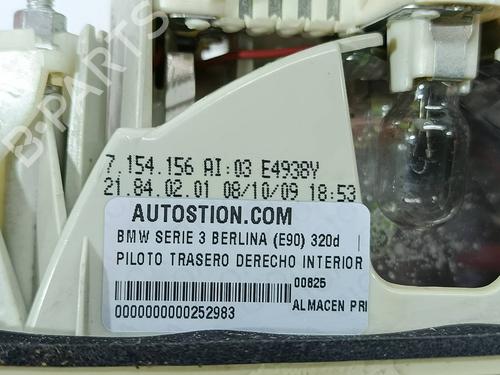 B-PARTS
7.154.156 AI:03 E4938Y
21.84.02.01 08/10/09 18:53
AUTOSTION.COM
BMW SERIE 3 BERLINA (E90) 320d
PILOTO TRASERO DERECHO INTERIOR
00825
ALMACEN PRI
0000000000252983